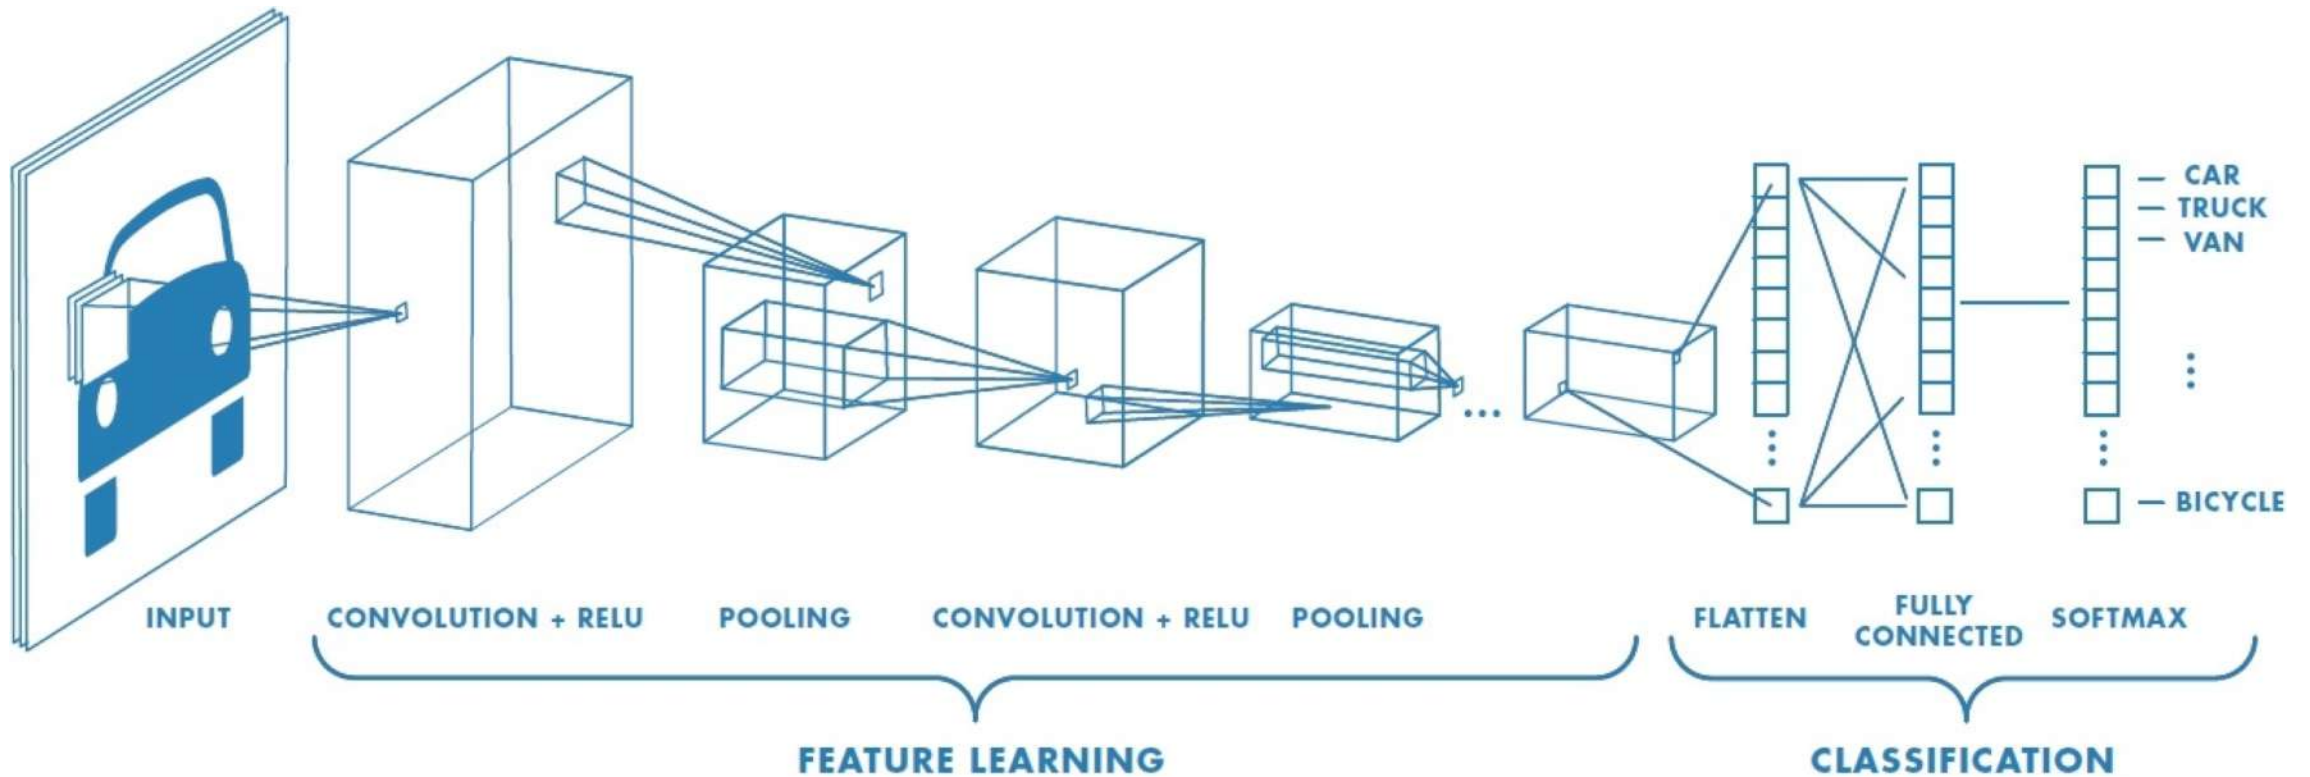 CAR
TRUCK
VAN
BICYCLE
INPUT
CONVOLUTION + RELU
POOLING
CONVOLUTION + RELU
POOLING
FLATTEN
FULLY
CONNECTED
SOFTMAX
FEATURE LEARNING
CLASSIFICATION